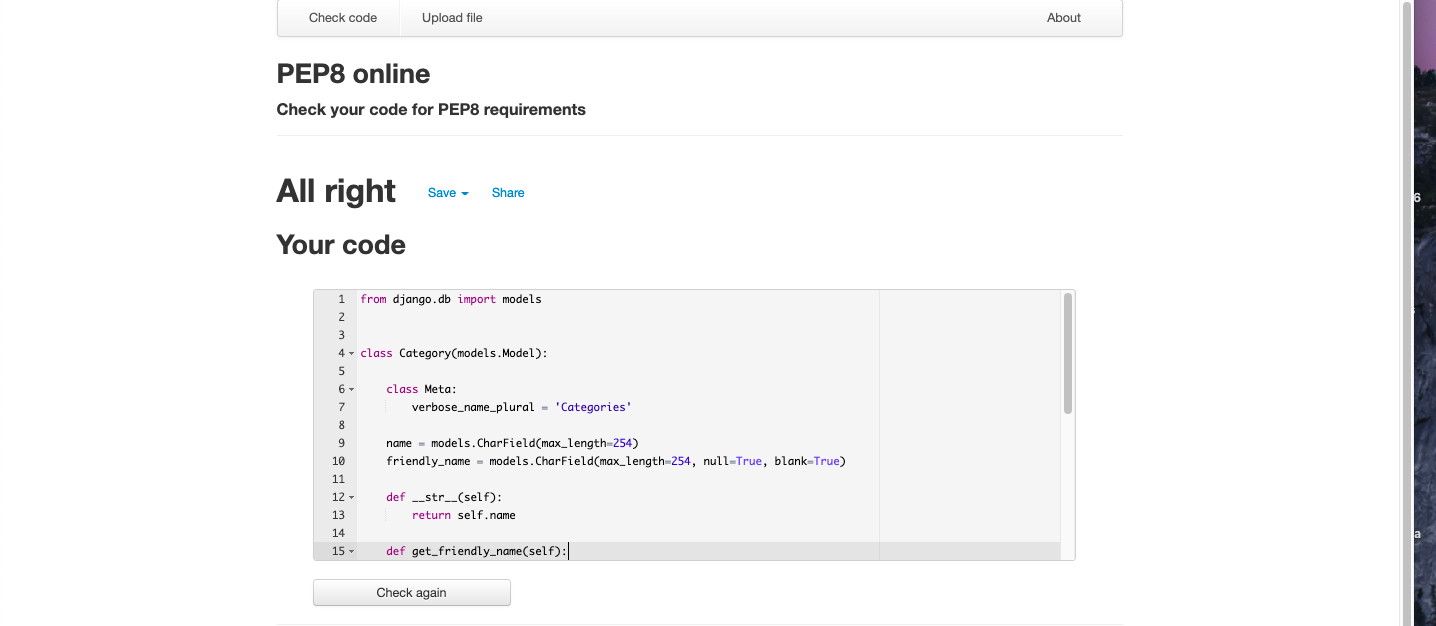 Check code Upload file About
PEP8 online
Check your code for PEP8 requirements
All right Save Share
Your code
1 from django.db import models
2
3
4 class Category(models.Model):
5
6 class Meta:
7 verbose_name_plural = 'Categories'
8
9 name = models.CharField(max_length=254)
10 friendly_name = models.CharField(max_length=254, null=True, blank=True)
11
12 def __str__(self):
13 return self.name
14
15 def get_friendly_name(self):
Check again
6
a